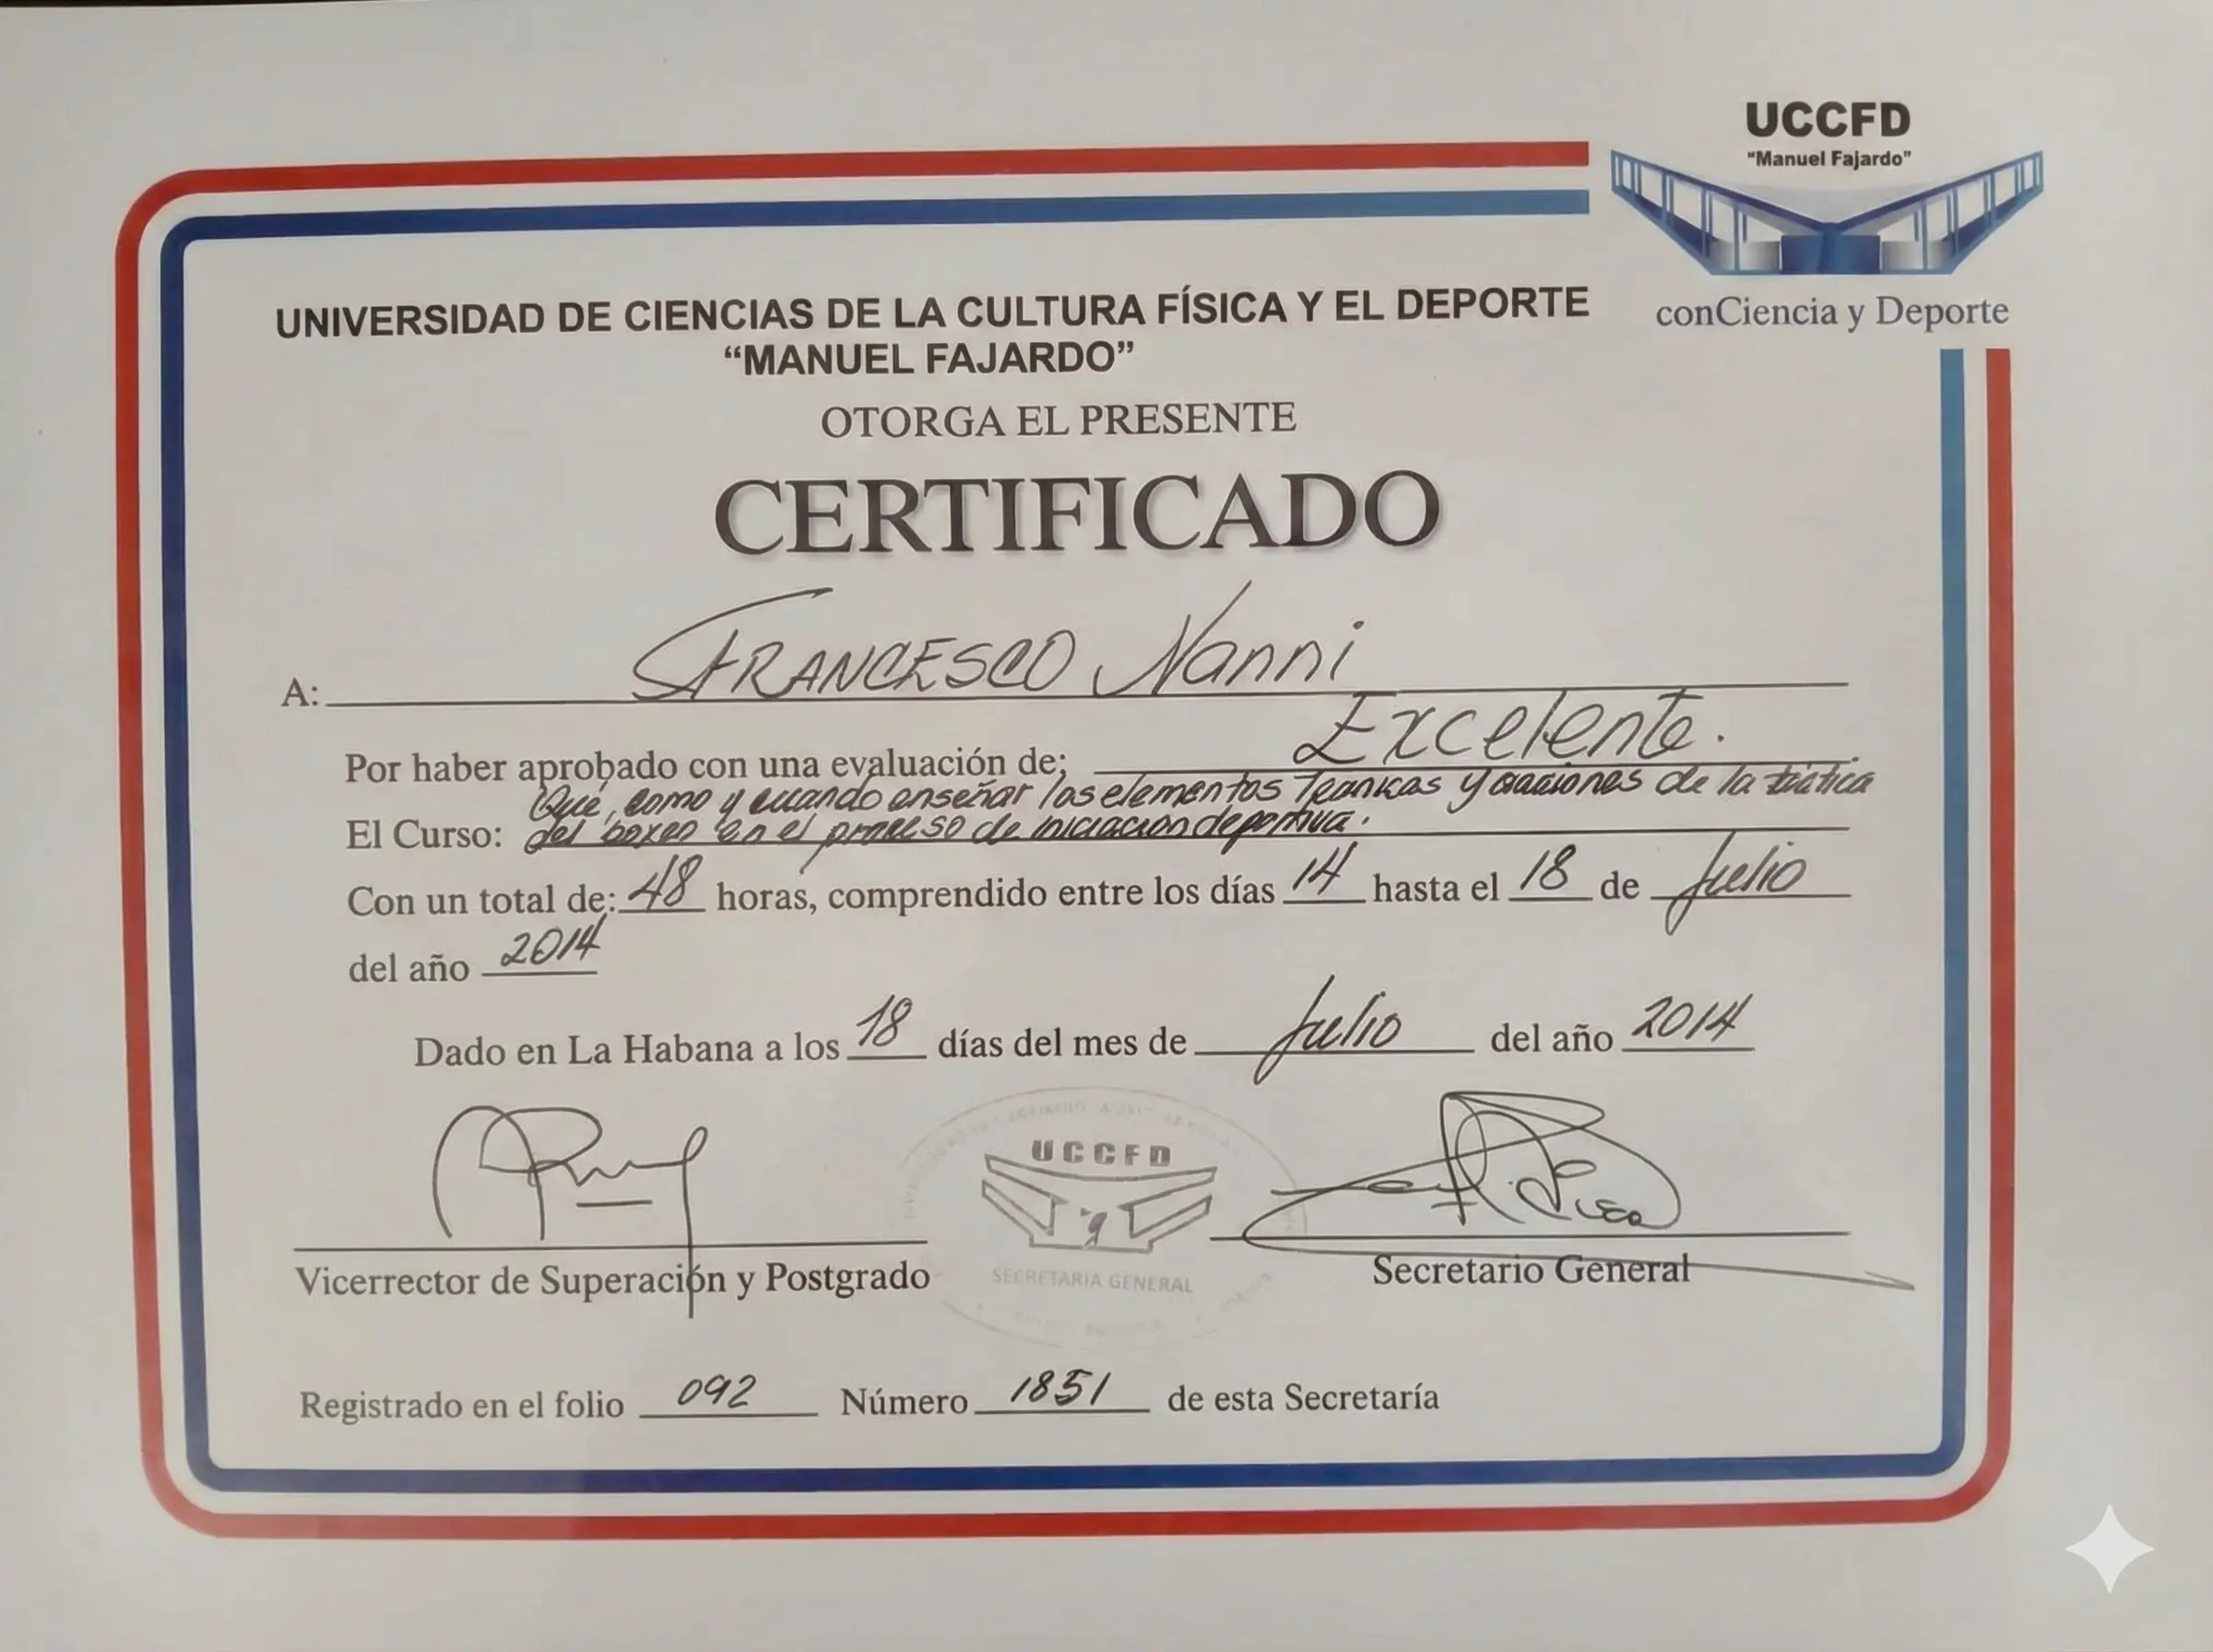 UCCFD
"Manuel Fajardo"
conCiencia y Deporte
UNIVERSIDAD DE CIENCIAS DE LA CULTURA FÍSICA Y EL DEPORTE
“MANUEL FAJARDO”
OTORGA EL PRESENTE
CERTIFICADO
A: FRANCESCO Nanni
Por haber aprobado con una evaluación de; Excelente.
Que, como y cuando enseñar los elementos y de la
El Curso: del boxeo en el proceso de iniciacion deportiva.
Con un total de: 48 horas, comprendido entre los días 14 hasta el 18 de Julio
del año 2014
Dado en La Habana a los 18 días del mes de Julio del año 2014
UCCFD
SECRETARIA GENERAL
Vicerrector de Superación y Postgrado
Secretario General
Registrado en el folio 092 Número 1851 de esta Secretaría